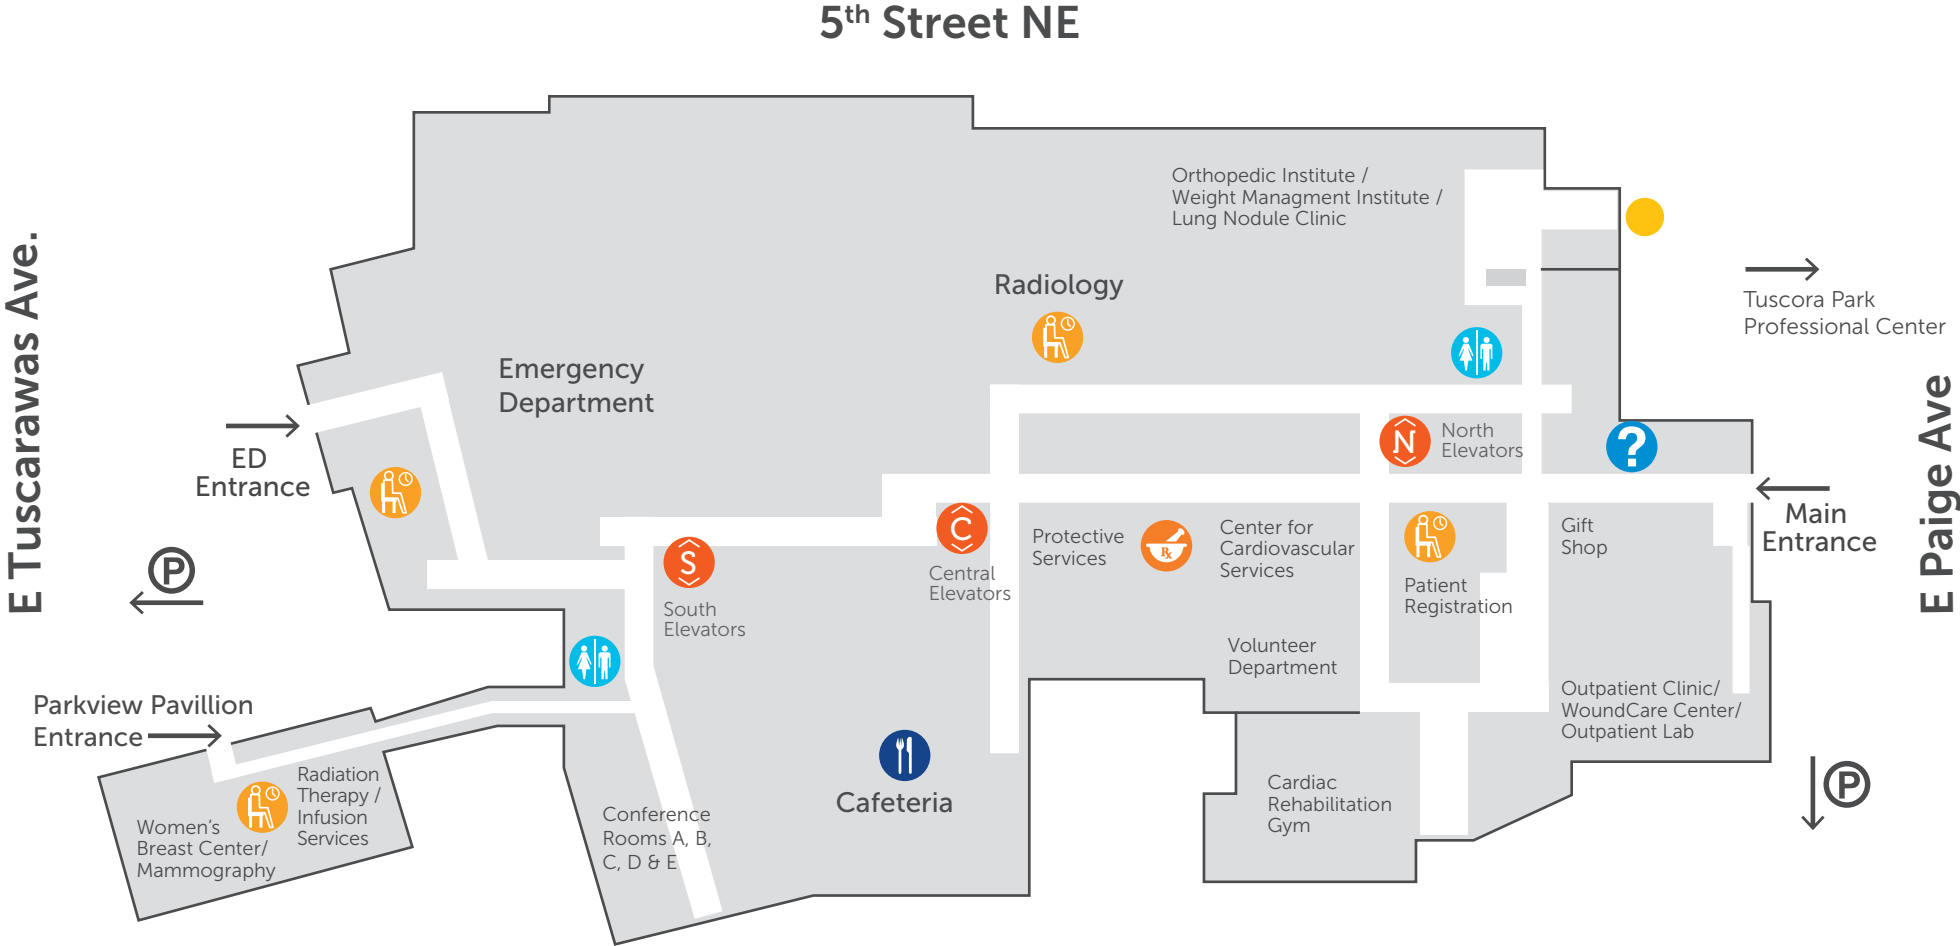 5th Street NE
E Tuscarawas Ave.
E Paige Ave
Orthopedic Institute /
Weight Managment Institute /
Lung Nodule Clinic
Radiology
Tuscora Park
Professional Center
Emergency
Department
ED
Entrance
N
North
Elevators
?
Main
Entrance
C
Central
Elevators
Protective
Services
Rx
Center for
Cardiovascular
Services
Patient
Registration
Gift
Shop
P
S
South
Elevators
Volunteer
Department
Parkview Pavillion
Entrance
Outpatient Clinic/
WoundCare Center/
Outpatient Lab
Radiation
Therapy /
Infusion
Services
Women's
Breast Center/
Mammography
Conference
Rooms A, B,
C, D & E
Cafeteria
Cardiac
Rehabilitation
Gym
P